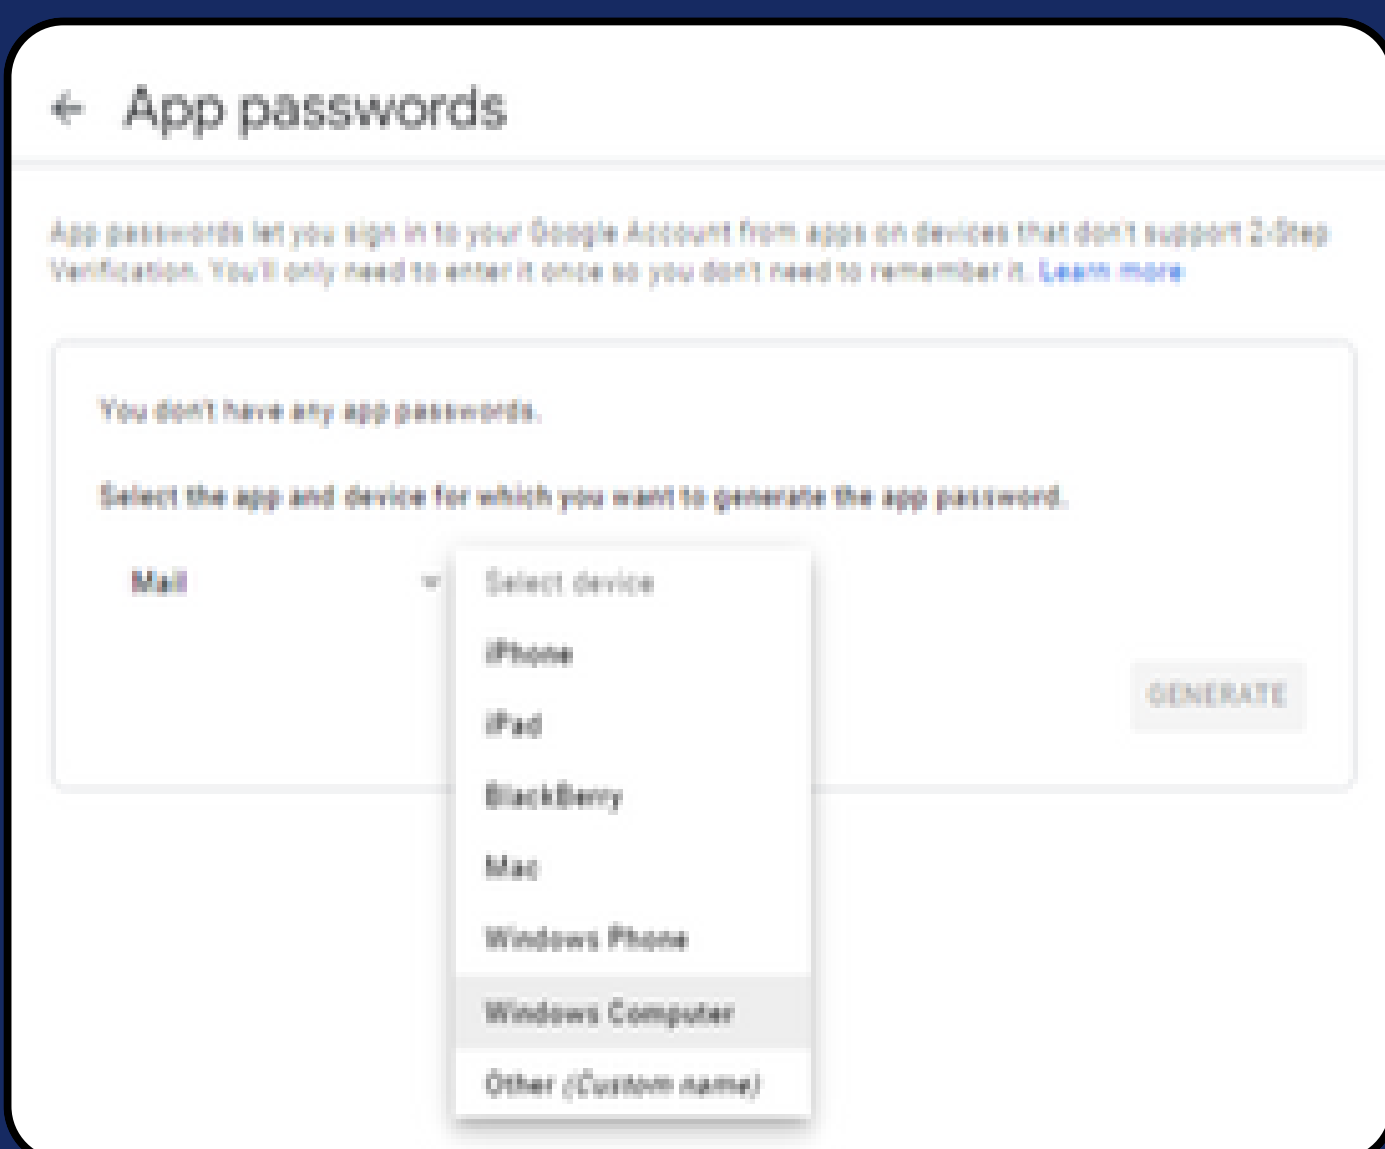 App passwords
App passwords let you sign in to your Google Account from apps on devices that don't support 2-Step
Verification. You'll only need to enter it once so you don't need to remember it. Learn more
You don't have any app passwords.
Select the app and device for which you want to generate the app password.
Mail
Select device
iPhone
iPad
BlackBerry
Mac
Windows Phone
GENERATE
Windows Computer
Other (Custom name)